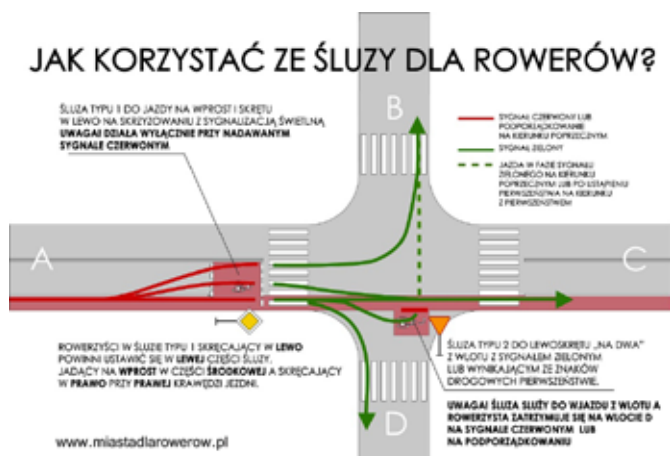 JAK KORZYSTAĆ ZE ŚLUZY DLA ROWERÓW?
ŚLUZA TYPU 1 DO JAZDY NA WPROST I SKRĘTU
W LEWO NA SKRZYŻOWANIU Z SYGNALIZACJĄ ŚWIETLNĄ
UWAGA! DZIAŁA WYŁĄCZNIE PRZY NADAWANYM
SYGNALE CZERWONYM
B
SYGNAŁ CZERWONY LUB
PODPORZĄDKOWANIE
NA KIERUNKU POPRZECZNYM
SYGNAŁ ZIELONY
JAZDA W FAZIE SYGNAŁU
ZIELONEGO NA KIERUNKU
POPRZECZNYM LUB PO USTĄPIENIU
PIERWSZEŃSTWA NA KIERUNKU
Z PIERWSZEŃSTWEM
A
C
ROWERZYŚCI W ŚLUZIE TYPU 1 SKRĘCAJĄCY W LEWO
POWINNI USTAWIĆ SIĘ W LEWEJ CZĘŚCI ŚLUZY.
JADĄCY NA WPROST W CZĘŚCI ŚRODKOWEJ A SKRĘCAJĄCY
W PRAWO PRZY PRAWEJ KRAWĘDZI JEZDNI.
ŚLUZA TYPU 2 DO LEWOSKRĘTU „NA DWA"
Z WLOTU Z SYGNAŁEM ZIELONYM
LUB WYNIKAJĄCYM ZE ZNAKÓW
DROGOWYCH PIERWSZEŃSTWIE.
UWAGA! ŚLUZA SŁUŻY DO WJAZDU Z WLOTU A
ROWERZYSTA ZATRZYMUJE SIĘ NA WLOCIE D
NA SYGNALE CZERWONYM LUB
NA PODPORZĄDKOWANIU
D
www.miastadlarowerow.pl